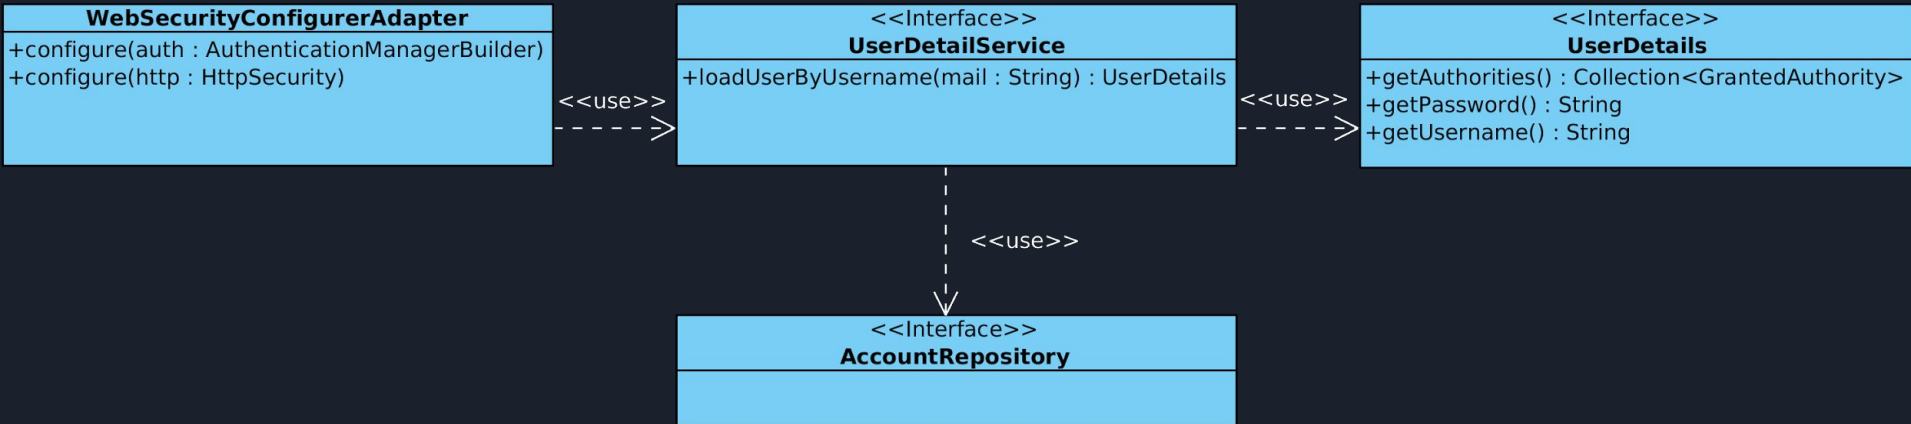 WebSecurityConfigurerAdapter
+configure(auth : AuthenticationManagerBuilder)
+configure(http : HttpSecurity)
<<use>>
<<Interface>>
UserDetailService
+loadUserByUsername(mail : String) : UserDetails
<<use>>
<<Interface>>
UserDetails
+getAuthorities() : Collection<GrantedAuthority>
+getPassword() : String
+getUsername() : String
<<use>>
<<Interface>>
AccountRepository